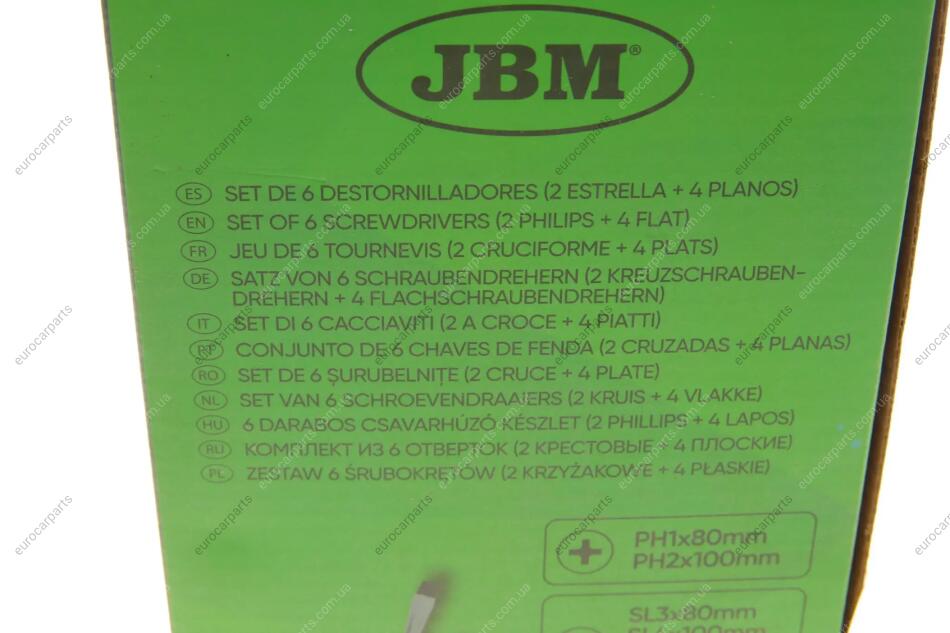 JBM®
ES SET DE 6 DESTORNILLADORES (2 ESTRELLA + 4 PLANOS)
EN SET OF 6 SCREWDRIVERS (2 PHILIPS + 4 FLAT)
FR JEU DE 6 TOURNEVIS (2 CRUCIFORME + 4 PLATS)
DE SATZ VON 6 SCHRAUBENDREHERN (2 KREUZSCHRAUBEN-
DREHERN + 4 FLACHSCHRAUBENDREHERN)
IT SET DI 6 CACCIAVITI (2 A CROCE + 4 PIATTI)
PT CONJUNTO DE 6 CHAVES DE FENDA (2 CRUZADAS + 4 PLANAS)
RO SET DE 6 ȘURUBELNIȚE (2 CRUCE + 4 PLATE)
NL SET VAN 6 SCHROEVENDRAAIERS (2 KRUIS + 4 VLAKKE)
HU 6 DARABOS CSAVARHÚZÓ KÉSZLET (2 PHILLIPS + 4 LAPOS)
RU КОМПЛЕКТ ИЗ 6 ОТВЕРТОК (2 КРЕСТОВЫЕ + 4 ПЛОСКИЕ)
PL ZESTAW 6 ŚRUBOKRĘTÓW (2 KRZYŻAKOWE + 4 PŁASKIE)
PH1x80mm
PH2x100mm
SL3x80mm
eurocarparts.com.ua